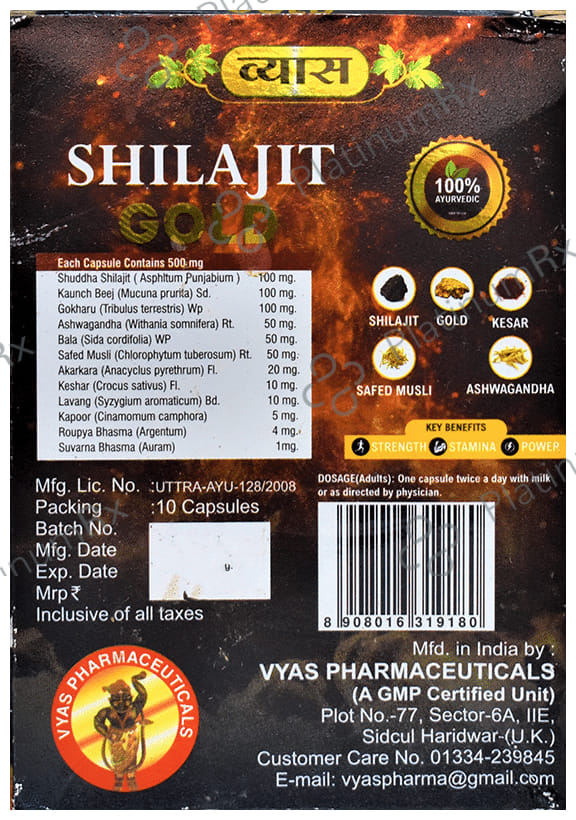 व्यास
SHILAJIT
GOLD
100%
AYURVEDIC
Each Capsule Contains 500 mg
Shuddha Shilajit ( Asphltum Punjabium ) 100 mg.
Kaunch Beej (Mucuna prurita) Sd. 100 mg.
Gokharu (Tribulus terrestris) Wp 100 mg.
Ashwagandha (Withania somnifera) Rt. 50 mg.
Bala (Sida cordifolia) WP 50 mg.
Safed Musli (Chlorophytum tuberosum) Rt. 50 mg.
Akarkara (Anacyclus pyrethrum) Fl. 20 mg.
Keshar (Crocus sativus) Fl. 10 mg.
Lavang (Syzygium aromaticum) Bd. 10 mg.
Kapoor (Cinamomum camphora) 5 mg.
Roupya Bhasma (Argentum) 4 mg.
Suvarna Bhasma (Auram) 1mg.
SHILAJIT GOLD KESAR
SAFED MUSLI ASHWAGANDHA
KEY BENEFITS
STRENGTH STAMINA POWER
DOSAGE(Adults): One capsule twice a day with milk
or as directed by physician.
Mfg. Lic. No. :UTTRA-AYU-128/2008
Packing :10 Capsules
Batch No.
Mfg. Date
Exp. Date
Mrp ₹
Inclusive of all taxes
8 908016 319180
VYAS PHARMACEUTICALS
Mfd. in India by :
VYAS PHARMACEUTICALS
(A GMP Certified Unit)
Plot No.-77, Sector-6A, IIE,
Sidcul Haridwar-(U.K.)
Customer Care No. 01334-239845
E-mail: vyaspharma@gmail.com
PlatinumRx